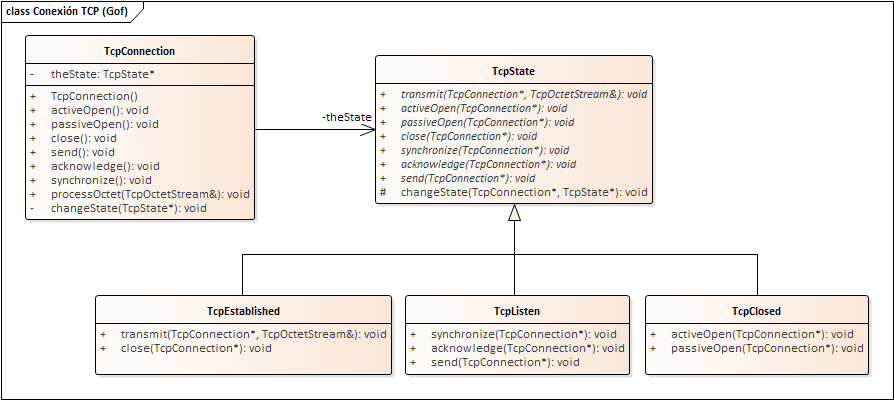 class Conexión TCP (Gof)
TcpConnection
- theState: TcpState*
+ TcpConnection()
+ activeOpen(): void
+ passiveOpen(): void
+ close(): void
+ send(): void
+ acknowledge(): void
+ synchronize(): void
+ processOctet(TcpOctetStream&): void
- changeState(TcpState*): void
-theState
TcpState
+ transmit(TcpConnection*, TcpOctetStream&): void
+ activeOpen(TcpConnection*): void
+ passiveOpen(TcpConnection*): void
+ close(TcpConnection*): void
+ synchronize(TcpConnection*): void
+ acknowledge(TcpConnection*): void
+ send(TcpConnection*): void
# changeState(TcpConnection*, TcpState*): void
TcpEstablished
+ transmit(TcpConnection*, TcpOctetStream&): void
+ close(TcpConnection*): void
TcpListen
+ synchronize(TcpConnection*): void
+ acknowledge(TcpConnection*): void
+ send(TcpConnection*): void
TcpClosed
+ activeOpen(TcpConnection*): void
+ passiveOpen(TcpConnection*): void